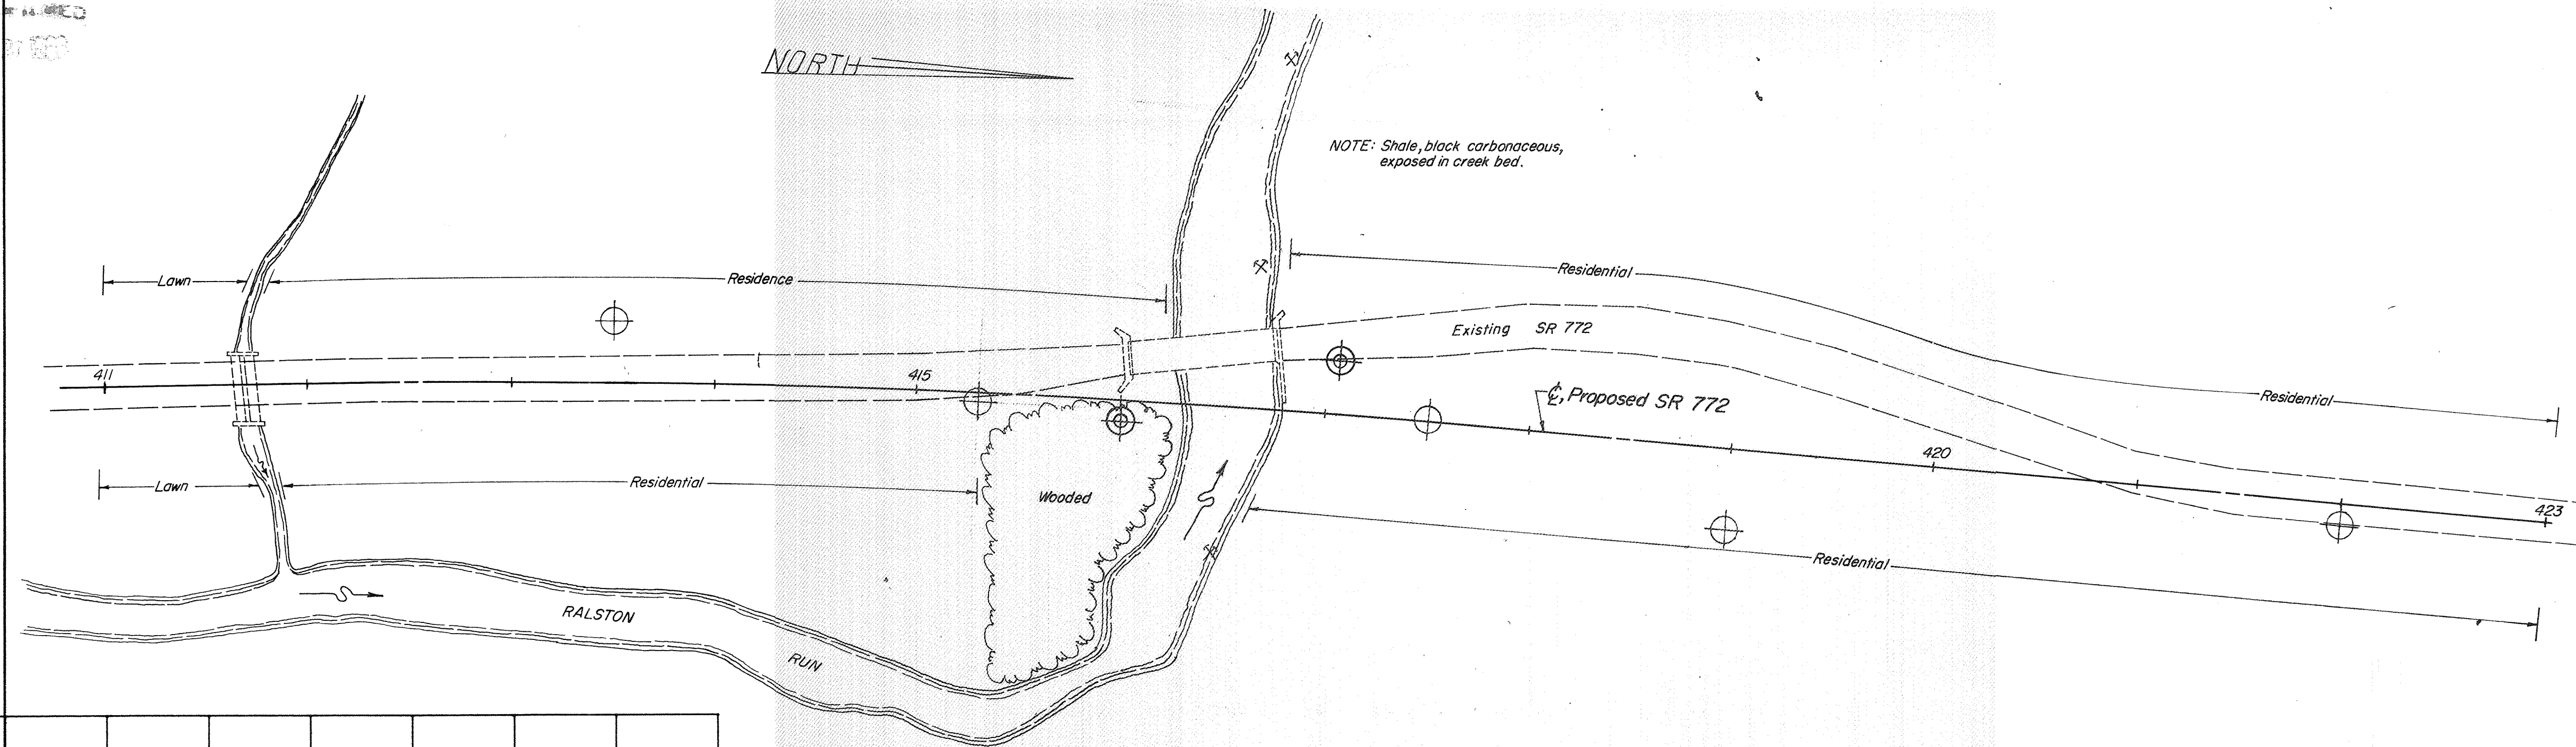 NORTH
NOTE: Shale, black carbonaceous,
exposed in creek bed.
Lawn
Residence
Residential
Existing SR 772
411
415
℄, Proposed SR 772
Residential
420
Lawn
Residential
Wooded
423
Residential
RALSTON
RUN